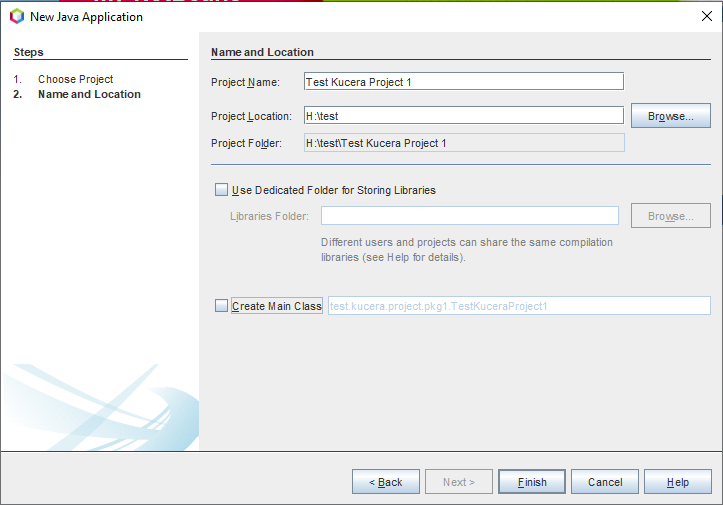 New Java Application
Steps
1. Choose Project
2. Name and Location
Name and Location
Project Name: Test Kucera Project 1
Project Location: H:\test Browse...
Project Folder: H:\test\Test Kucera Project 1
Use Dedicated Folder for Storing Libraries
Libraries Folder: Browse...
Different users and projects can share the same compilation
libraries (see Help for details).
Create Main Class test.kucera.project.pkg1.TestKuceraProject1
< Back Next > Finish Cancel Help